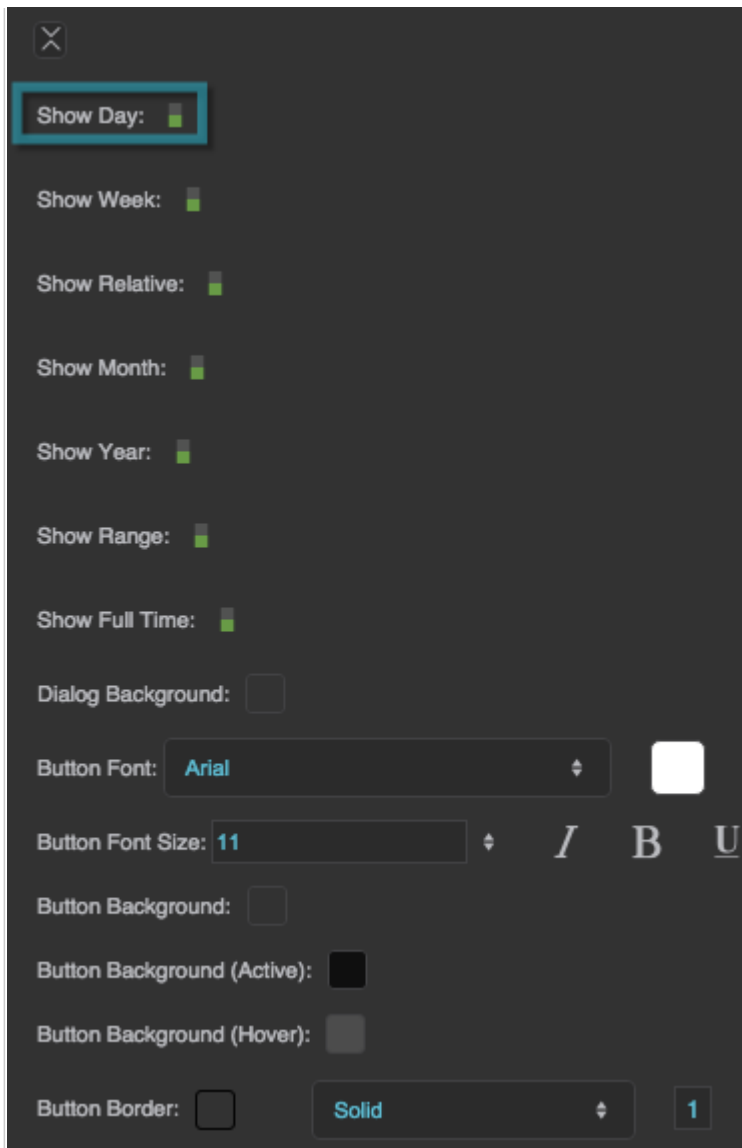 Show Day:
Show Week:
Show Relative:
Show Month:
Show Year:
Show Range:
Show Full Time:
Dialog Background:
Button Font: Arial
Button Font Size: 11 I B U
Button Background:
Button Background (Active):
Button Background (Hover):
Button Border: Solid 1